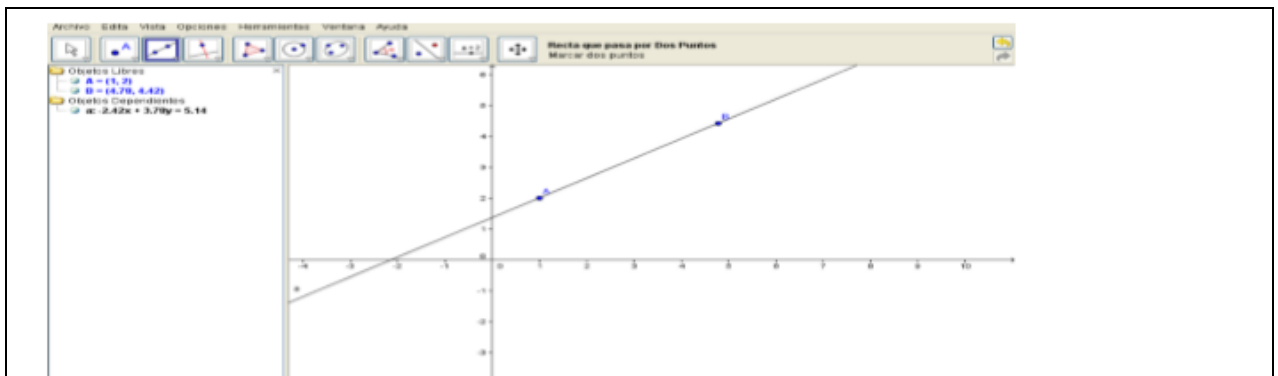 Archivo Edita Vista Opciones Herramientas Ventana Ayuda
Recta que pasa por Dos Puntos
Marcar dos puntos
Objetos Libres
A = (1, 2)
B = (4.78, 4.42)
Objetos Dependientes
a: -2.42x + 3.78y = 5.14
6
5
4
3
2
1
0
-1
-2
-3
-4 -3 -2 -1 0 1 2 3 4 5 6 7 8 9 10
A
B
a